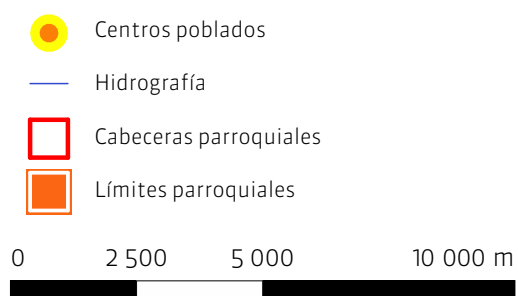 Centros poblados
Hidrografía
Cabeceras parroquiales
Límites parroquiales
0 2 500 5 000 10 000 m